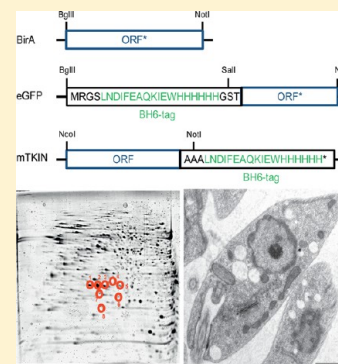 BglII NotI
BirA ORF*
BglII SalI N
eGFP MRGSLNDIFEAQKIEWHHHHHHGST ORF*
BH6-tag
NcoI NotI
mTKIN ORF AAALNDIFEAQKIEWHHHHHH*
BH6-tag